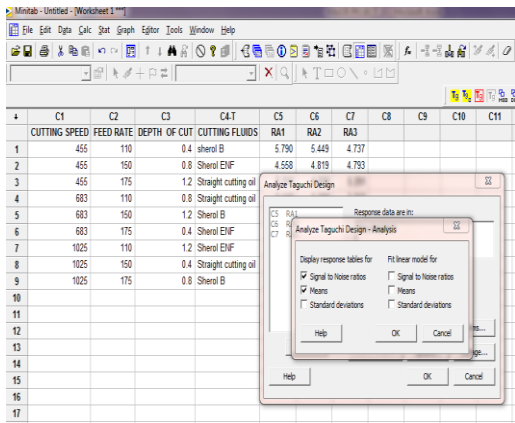 Minitab - Untitled - [Worksheet 1 ***]
File Edit Data Calc Stat Graph Editor Tools Window Help
C1 C2 C3 C4-T C5 C6 C7 C8 C9 C10 C11
CUTTING SPEED FEED RATE DEPTH OF CUT CUTTING FLUIDS RA1 RA2 RA3
1 455 110 0.4 sherol B 5.790 5.449 4.737
2 455 150 0.8 Sherol ENF 4.558 4.819 4.793
3 455 175 1.2 Straight cutting oil
4 683 110 0.8 Straight cutting oil
5 683 150 1.2 Sherol B
6 683 175 0.4 Sherol ENF
7 1025 110 1.2 Sherol ENF
8 1025 150 0.4 Straight cutting oil
9 1025 175 0.8 Sherol B
10
11
12
13
14
15
16
17
Analyze Taguchi Design
C5 RA1 Response data are in:
C6
C7
Analyze Taguchi Design - Analysis
Display response tables for Fit linear model for
Signal to Noise ratios Signal to Noise ratios
Means Means
Standard deviations Standard deviations
Help OK Cancel
Help OK Cancel